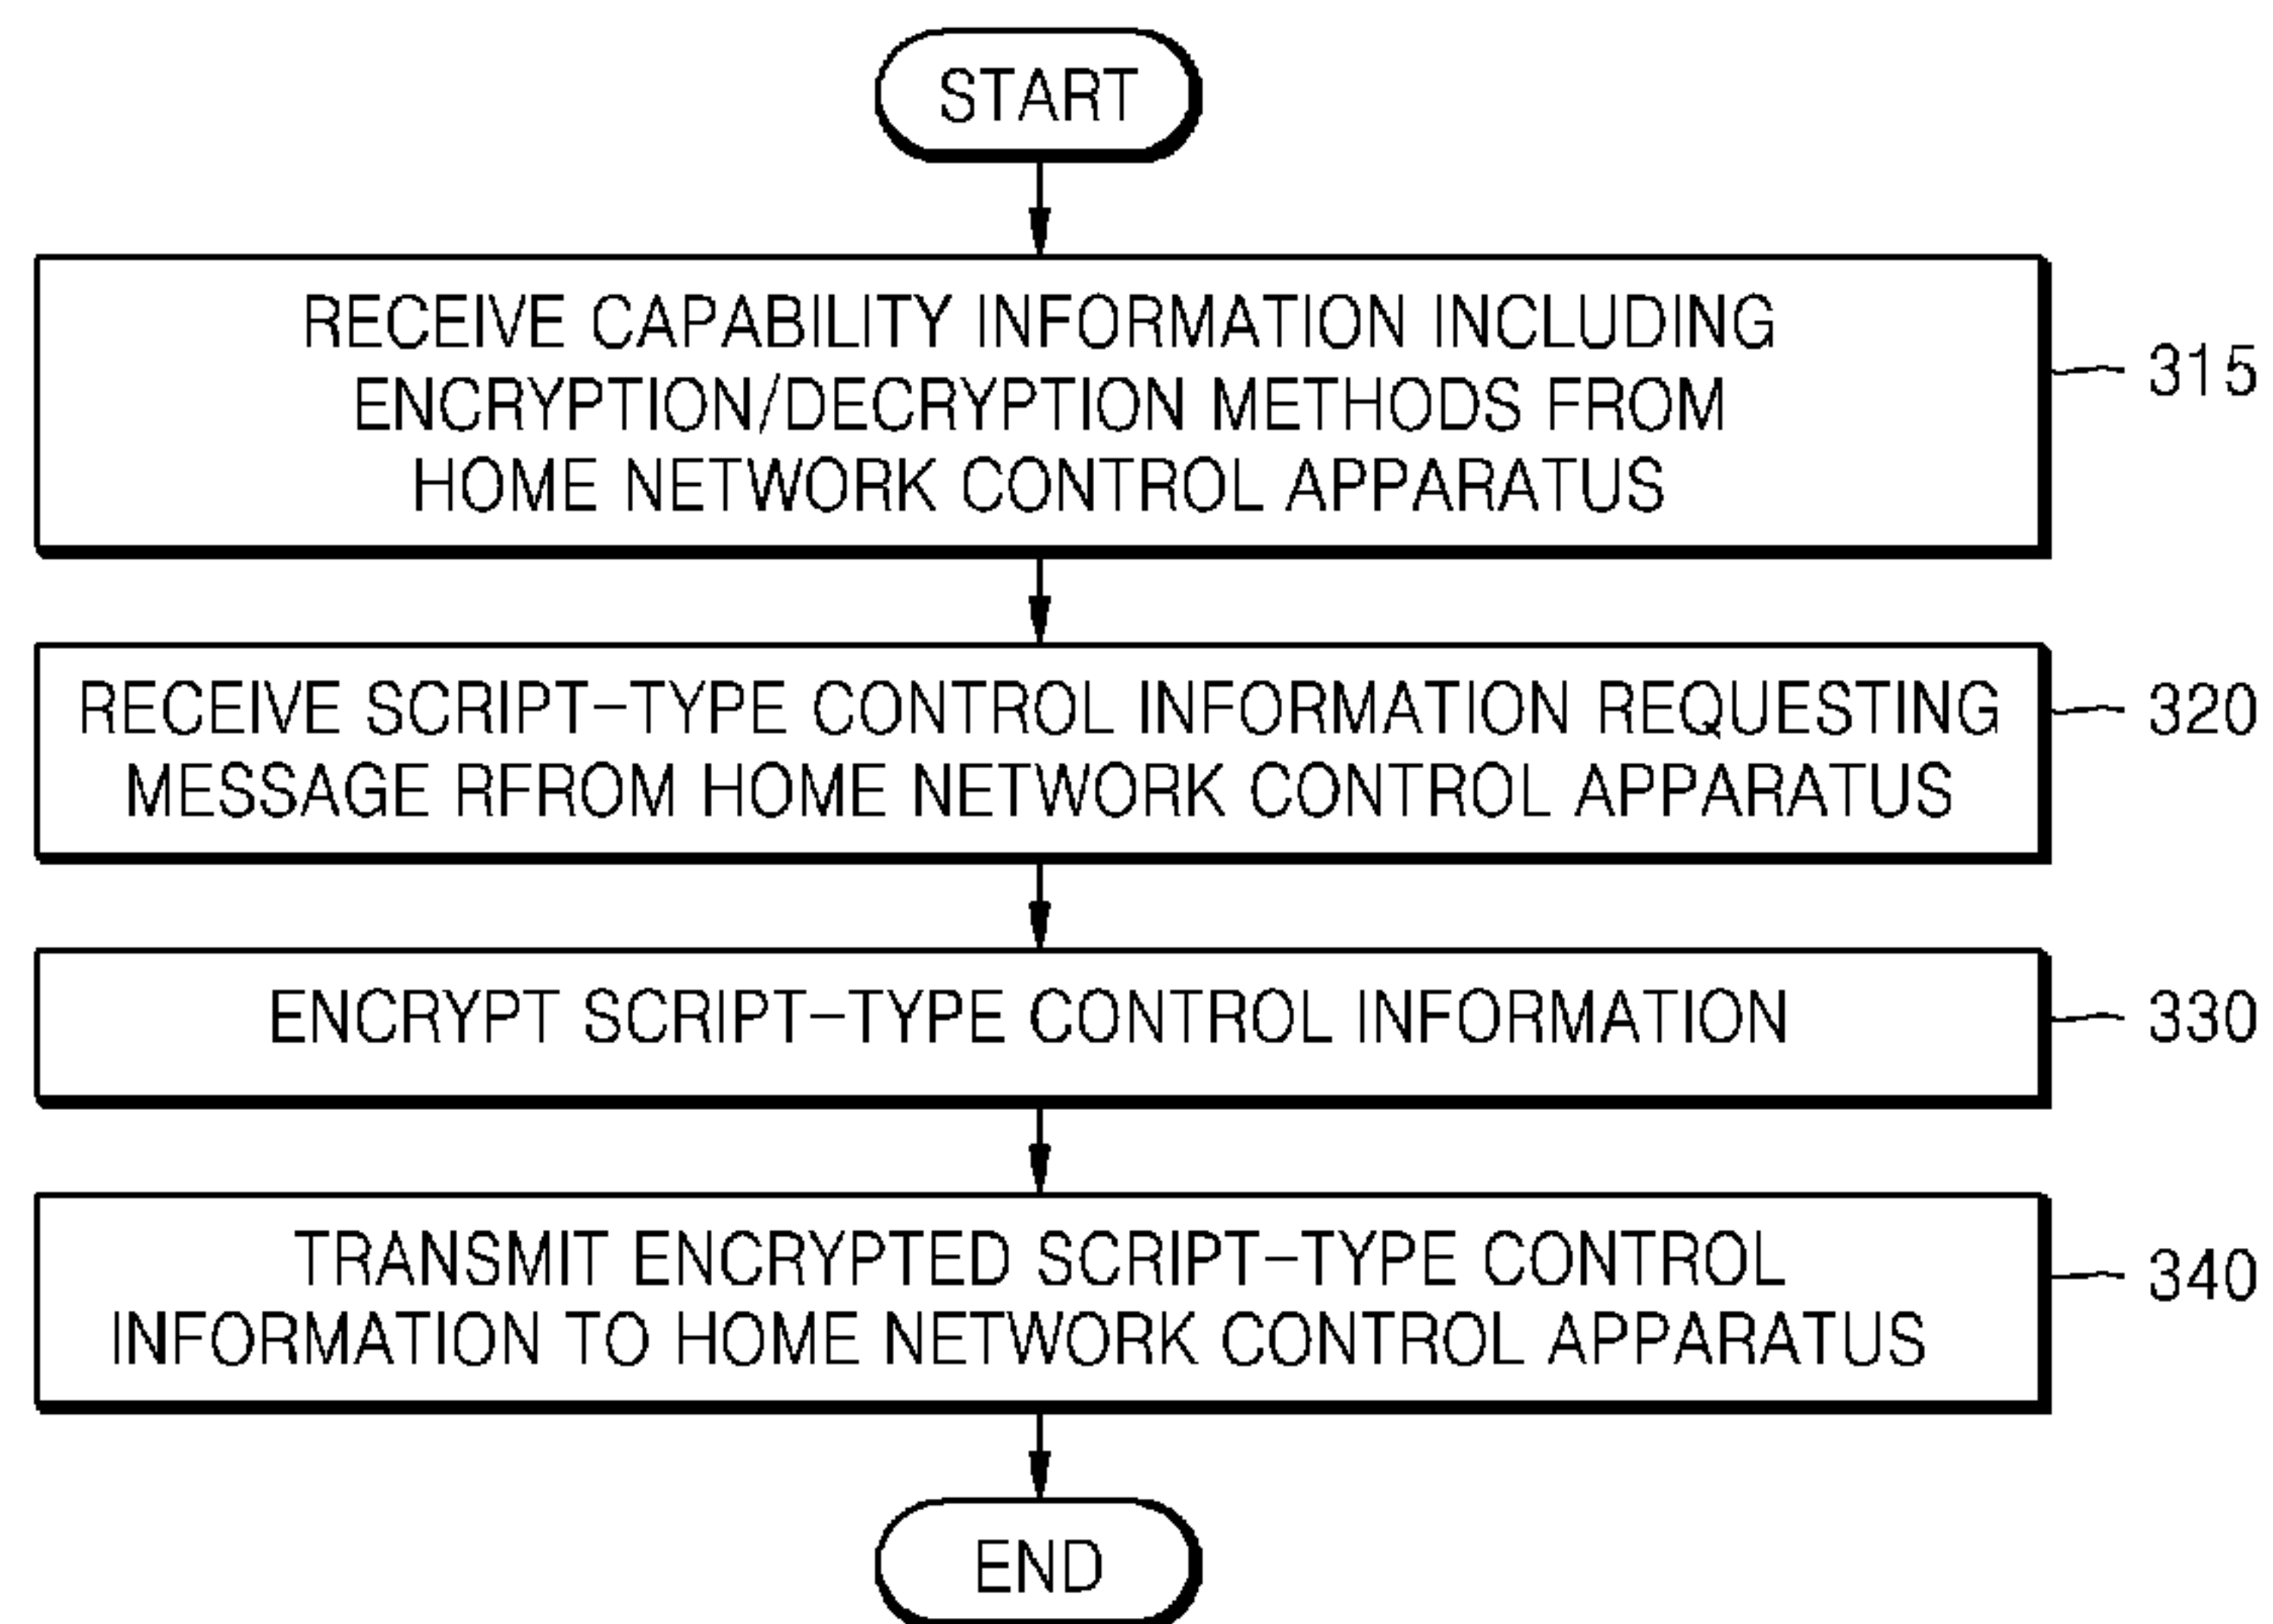 START
RECEIVE CAPABILITY INFORMATION INCLUDING
ENCRYPTION/DECRYPTION METHODS FROM
HOME NETWORK CONTROL APPARATUS
315
RECEIVE SCRIPT-TYPE CONTROL INFORMATION REQUESTING
MESSAGE RFROM HOME NETWORK CONTROL APPARATUS
320
ENCRYPT SCRIPT-TYPE CONTROL INFORMATION
330
TRANSMIT ENCRYPTED SCRIPT-TYPE CONTROL
INFORMATION TO HOME NETWORK CONTROL APPARATUS
340
END